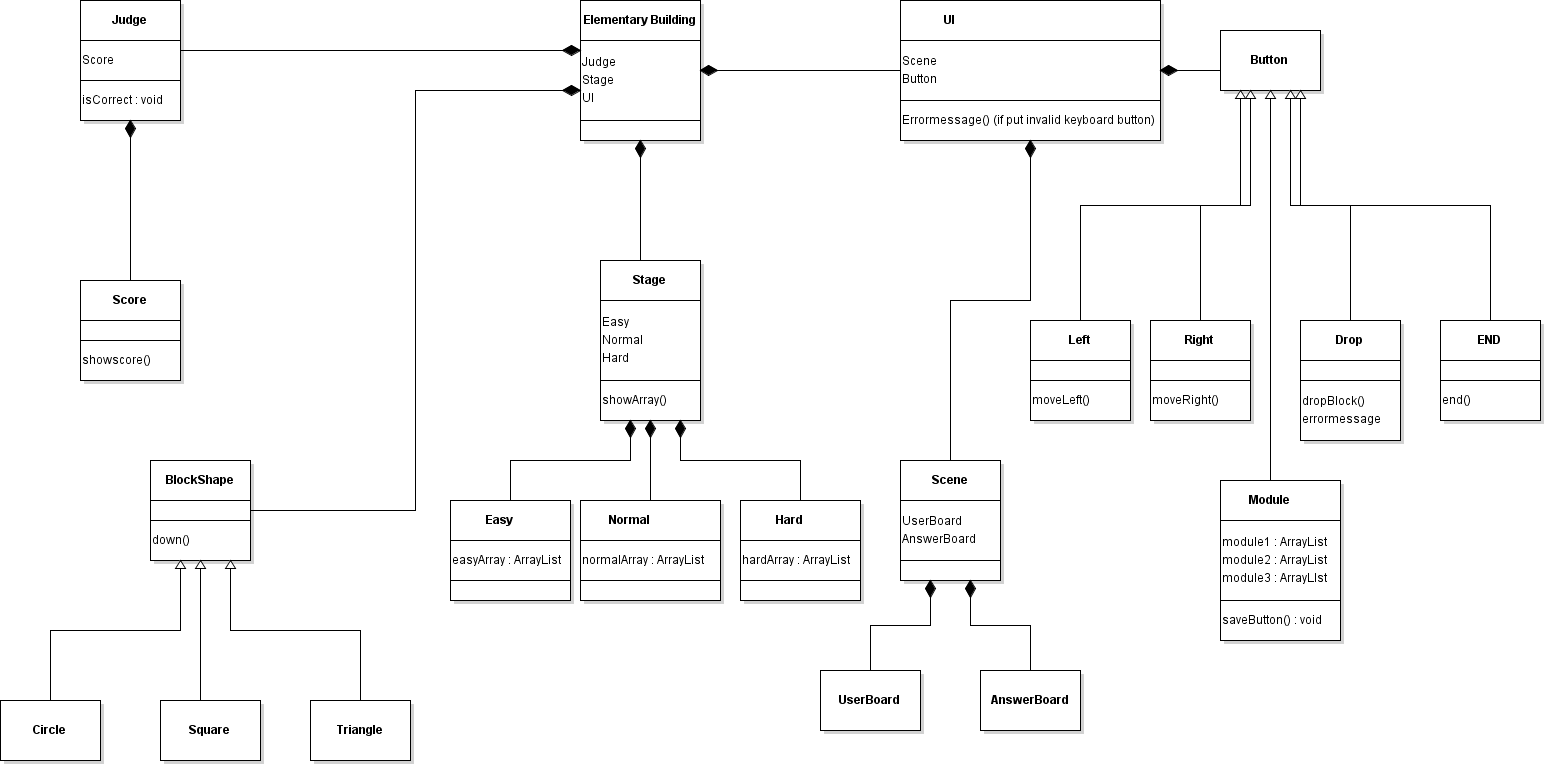 Judge
Score
isCorrect : void
Elementary Building
Judge
Stage
UI
UI
Scene
Button
Errormessage() (if put invalid keyboard button)
Button
Score
showscore()
Stage
Easy
Normal
Hard
showArray()
Left
moveLeft()
Right
moveRight()
Drop
dropBlock()
errormessage
END
end()
BlockShape
down()
Easy
easyArray : ArrayList
Normal
normalArray : ArrayList
Hard
hardArray : ArrayList
Scene
UserBoard
AnswerBoard
Module
module1 : ArrayList
module2 : ArrayList
module3 : ArrayLIst
saveButton() : void
Circle
Square
Triangle
UserBoard
AnswerBoard